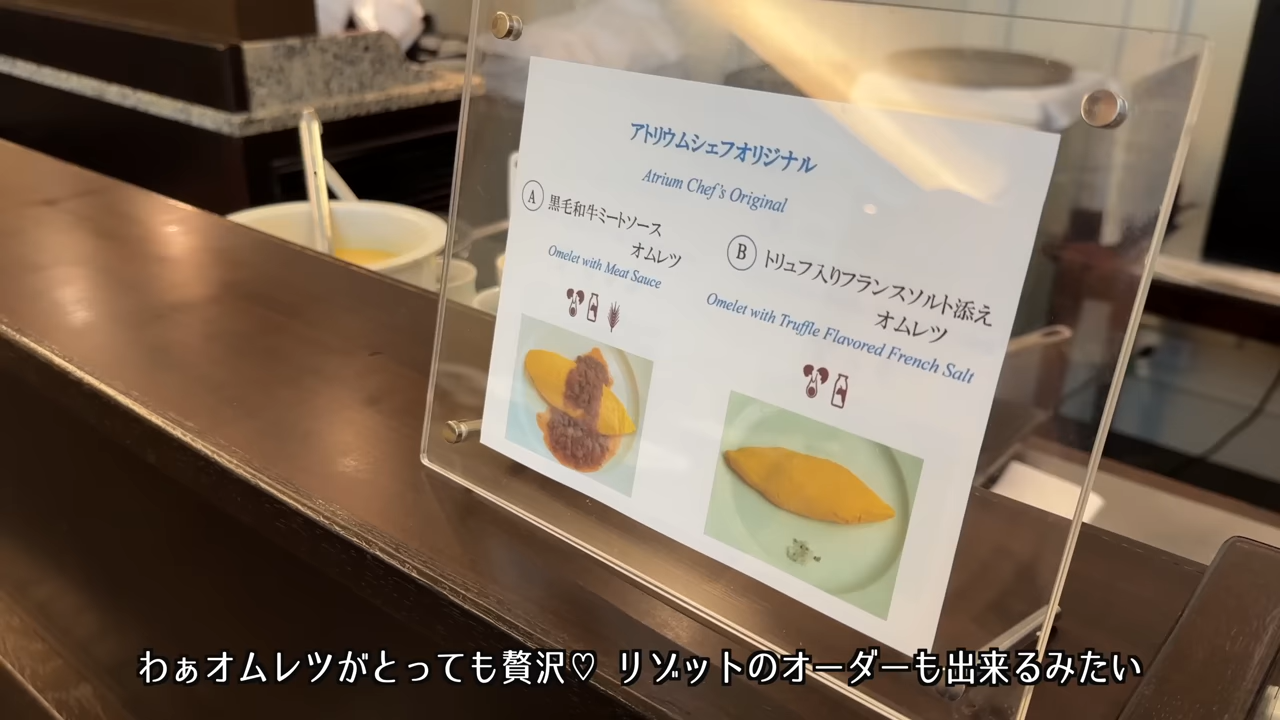 アトリウムシェフオリジナル
Atrium Chef's Original
A 黒毛和牛ミートソース
オムレツ
Omelet with Meat Sauce
B トリュフ入りフランスソルト添え
オムレツ
Omelet with Truffle Flavored French Salt
わぁオムレツがとっても贅沢♡ リゾットのオーダーも出来るみたい